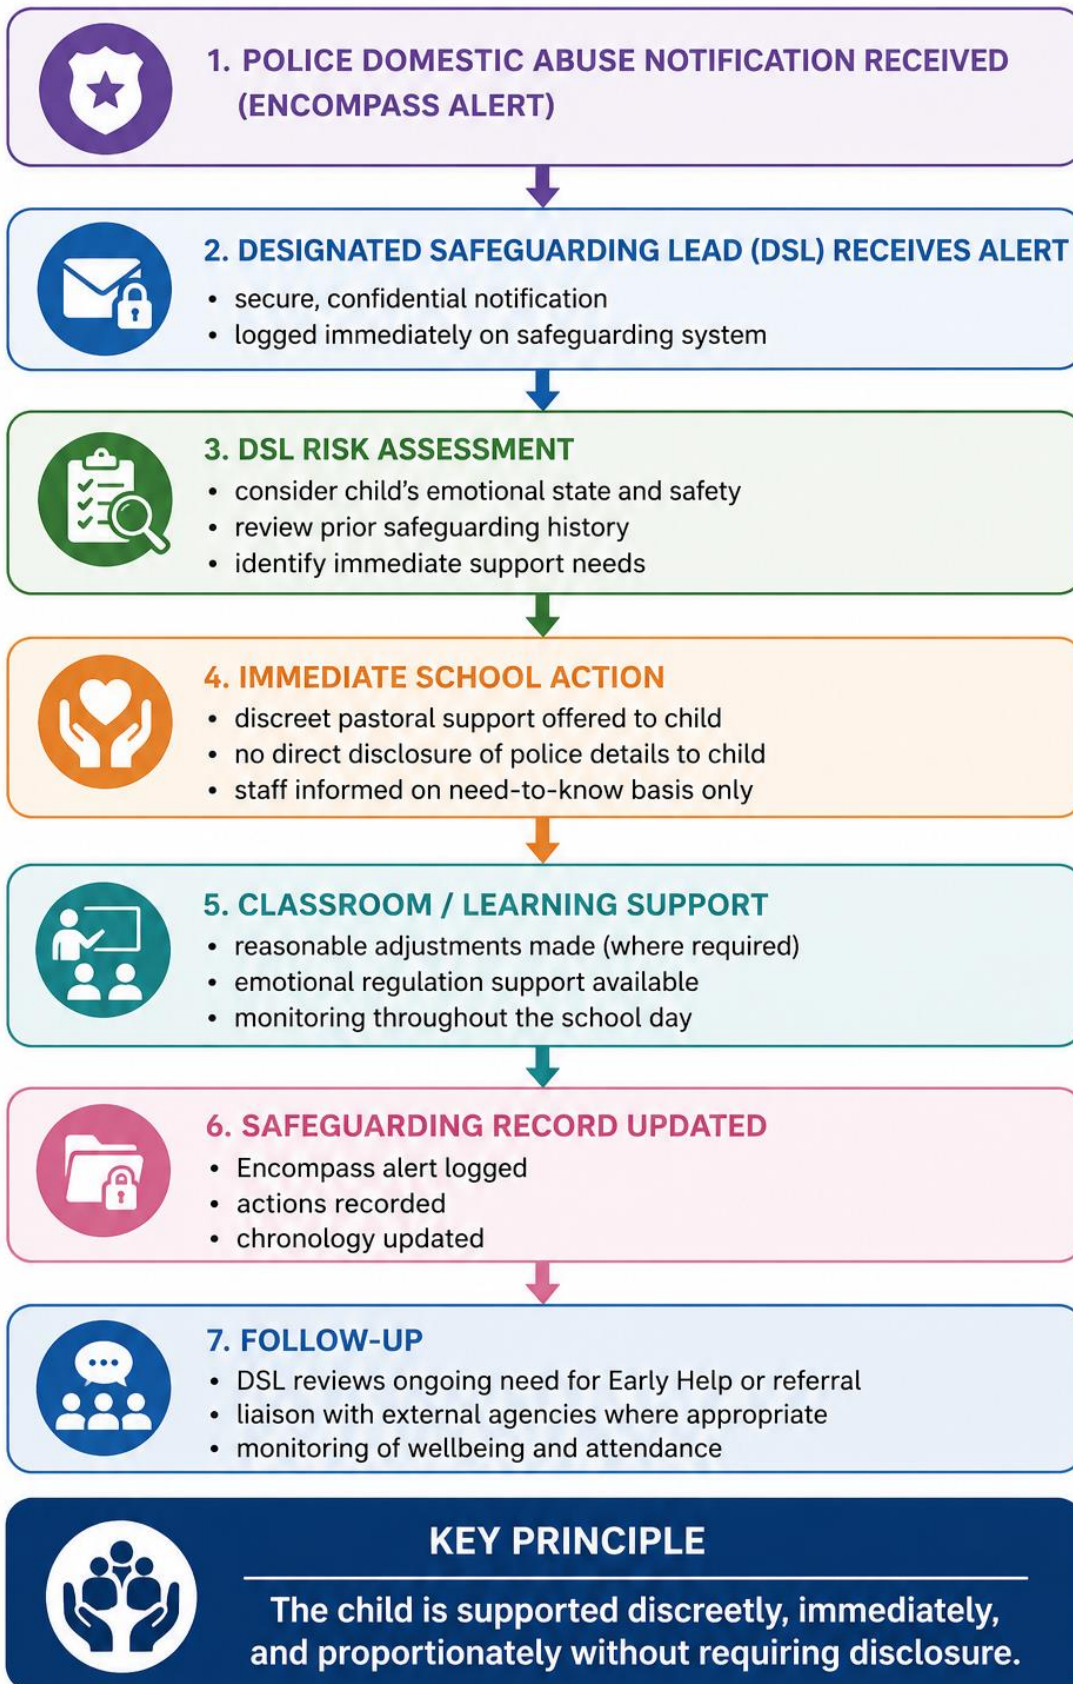 1. POLICE DOMESTIC ABUSE NOTIFICATION RECEIVED
(ENCOMPASS ALERT)
2. DESIGNATED SAFEGUARDING LEAD (DSL) RECEIVES ALERT
• secure, confidential notification
• logged immediately on safeguarding system
3. DSL RISK ASSESSMENT
• consider child's emotional state and safety
• review prior safeguarding history
• identify immediate support needs
4. IMMEDIATE SCHOOL ACTION
• discreet pastoral support offered to child
• no direct disclosure of police details to child
• staff informed on need-to-know basis only
5. CLASSROOM / LEARNING SUPPORT
• reasonable adjustments made (where required)
• emotional regulation support available
• monitoring throughout the school day
6. SAFEGUARDING RECORD UPDATED
• Encompass alert logged
• actions recorded
• chronology updated
7. FOLLOW-UP
• DSL reviews ongoing need for Early Help or referral
• liaison with external agencies where appropriate
• monitoring of wellbeing and attendance
KEY PRINCIPLE
The child is supported discreetly, immediately,
and proportionately without requiring disclosure.